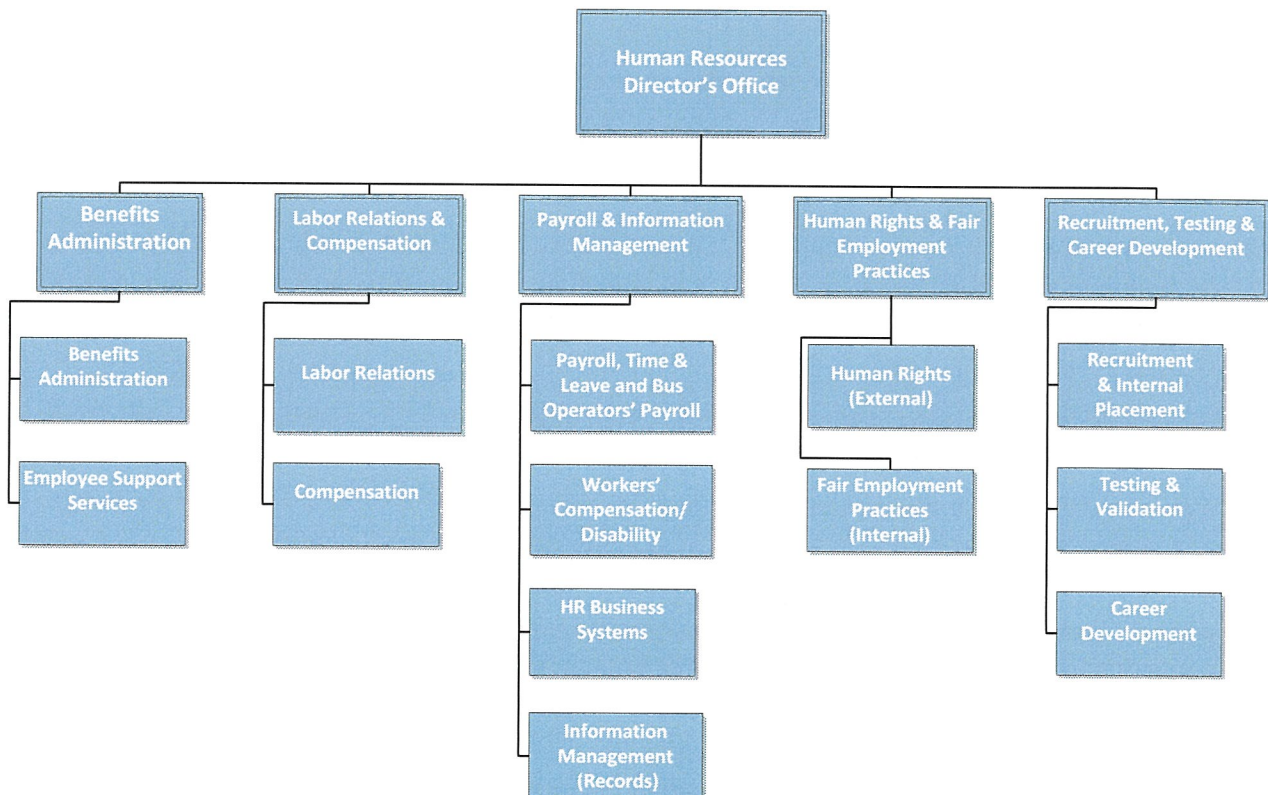 Human Resources
Director's Office
Benefits
Administration
Labor Relations &
Compensation
Payroll & Information
Management
Human Rights & Fair
Employment
Practices
Recruitment, Testing &
Career Development
Benefits
Administration
Employee Support
Services
Labor Relations
Compensation
Payroll, Time &
Leave and Bus
Operators' Payroll
Workers'
Compensation/
Disability
HR Business
Systems
Information
Management
(Records)
Human Rights
(External)
Fair Employment
Practices
(Internal)
Recruitment
& Internal
Placement
Testing &
Validation
Career
Development